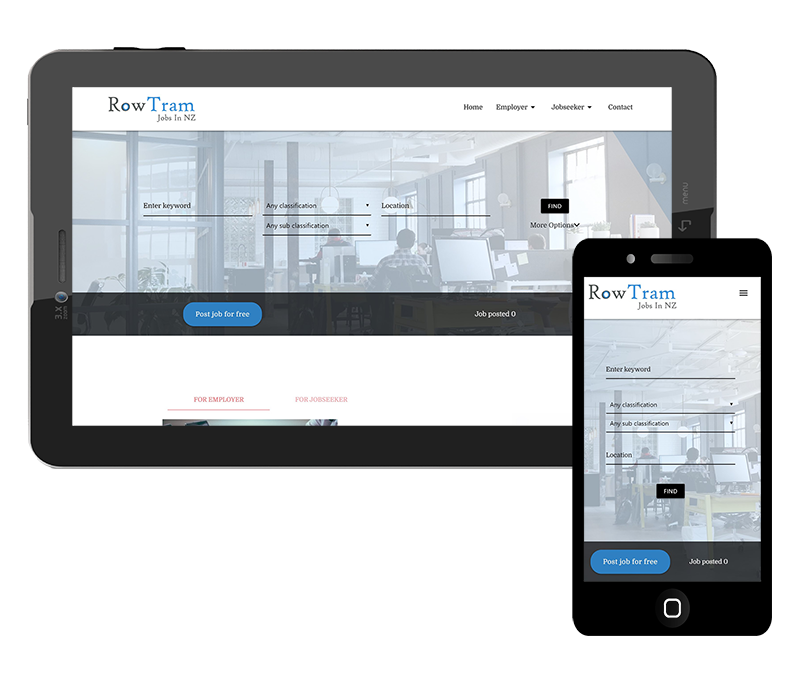 RowTram
Jobs In NZ
Home Employer Jobseeker Contact
menu
Enter keyword Any classification Location FIND
Any sub classification More Options
Post job for free Job posted 0
FOR EMPLOYER FOR JOBSEEKER
RowTram
Jobs In NZ
Enter keyword
Any classification
Any sub classification
Location
FIND
Post job for free Job posted 0